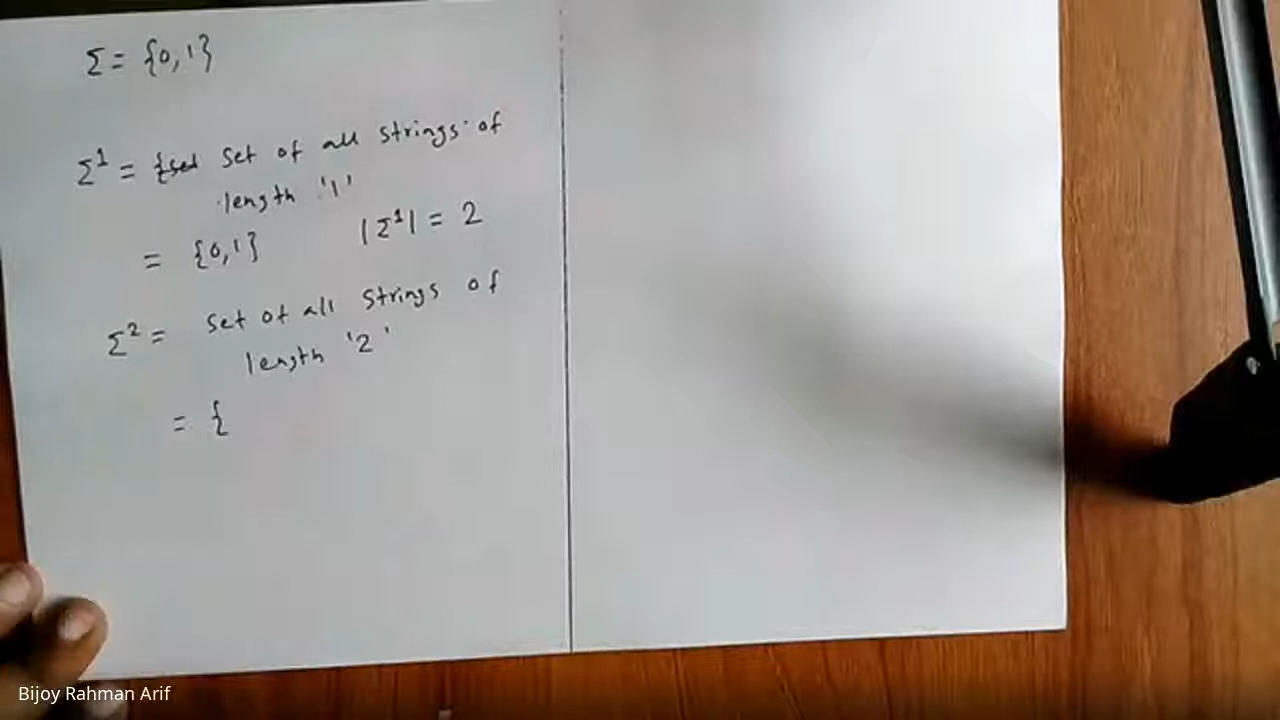 Σ = {0,1}
Σ¹ = Set of all strings of
length '1'
= {0,1} |Σ¹| = 2
Σ² = Set of all strings of
length '2'
= {
Bijoy Rahman Arif